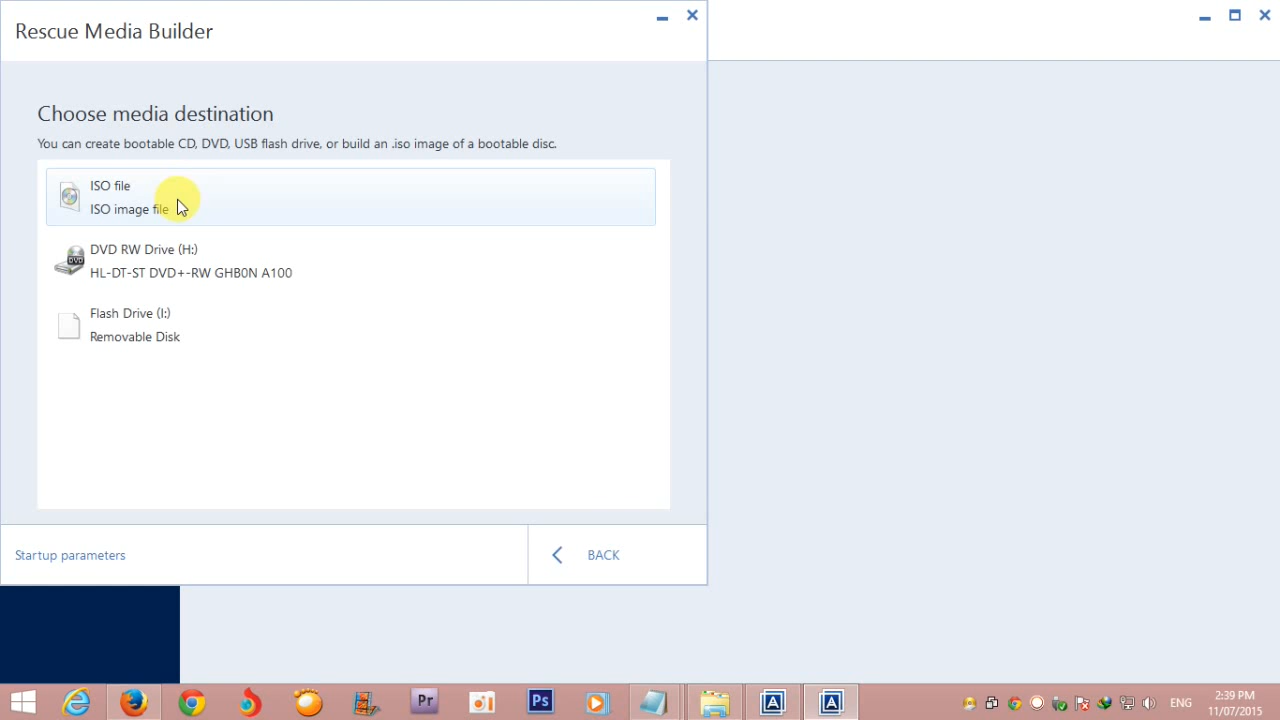 Rescue Media Builder
Choose media destination
You can create bootable CD, DVD, USB flash drive, or build an .iso image of a bootable disc.
ISO file
ISO image file
DVD RW Drive (H:)
HL-DT-ST DVD+-RW GHB0N A100
Flash Drive (I:)
Removable Disk
Startup parameters
BACK
Pr
Ps
A
A
ENG
2:39 PM
11/07/2015